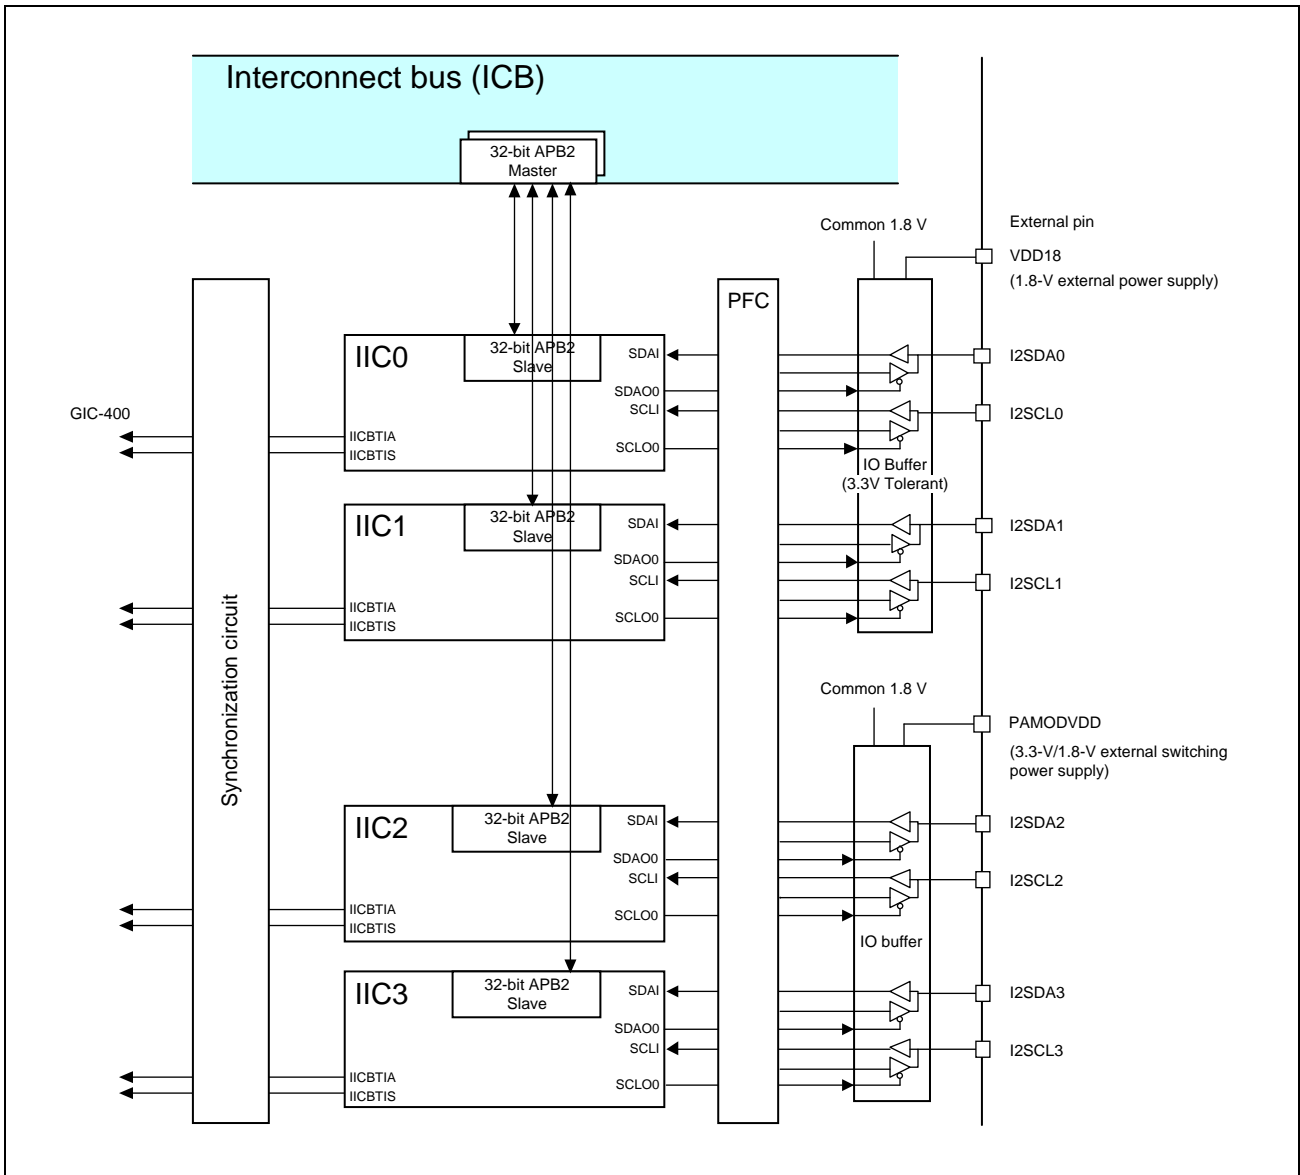 Interconnect bus (ICB)
32-bit APB2
Master
Common 1.8 V
External pin
VDD18
(1.8-V external power supply)
PFC
IIC0
32-bit APB2
Slave
SDAI
SDAO0
SCLI
SCLO0
IICBTIA
IICBTIS
GIC-400
I2SDA0
I2SCL0
IO Buffer
(3.3V Tolerant)
IIC1
32-bit APB2
Slave
SDAI
SDAO0
SCLI
SCLO0
IICBTIA
IICBTIS
I2SDA1
I2SCL1
Synchronization circuit
Common 1.8 V
PAMODVDD
(3.3-V/1.8-V external switching
power supply)
IIC2
32-bit APB2
Slave
SDAI
SDAO0
SCLI
SCLO0
IICBTIA
IICBTIS
I2SDA2
I2SCL2
IO buffer
IIC3
32-bit APB2
Slave
SDAI
SDAO0
SCLI
SCLO0
IICBTIA
IICBTIS
I2SDA3
I2SCL3